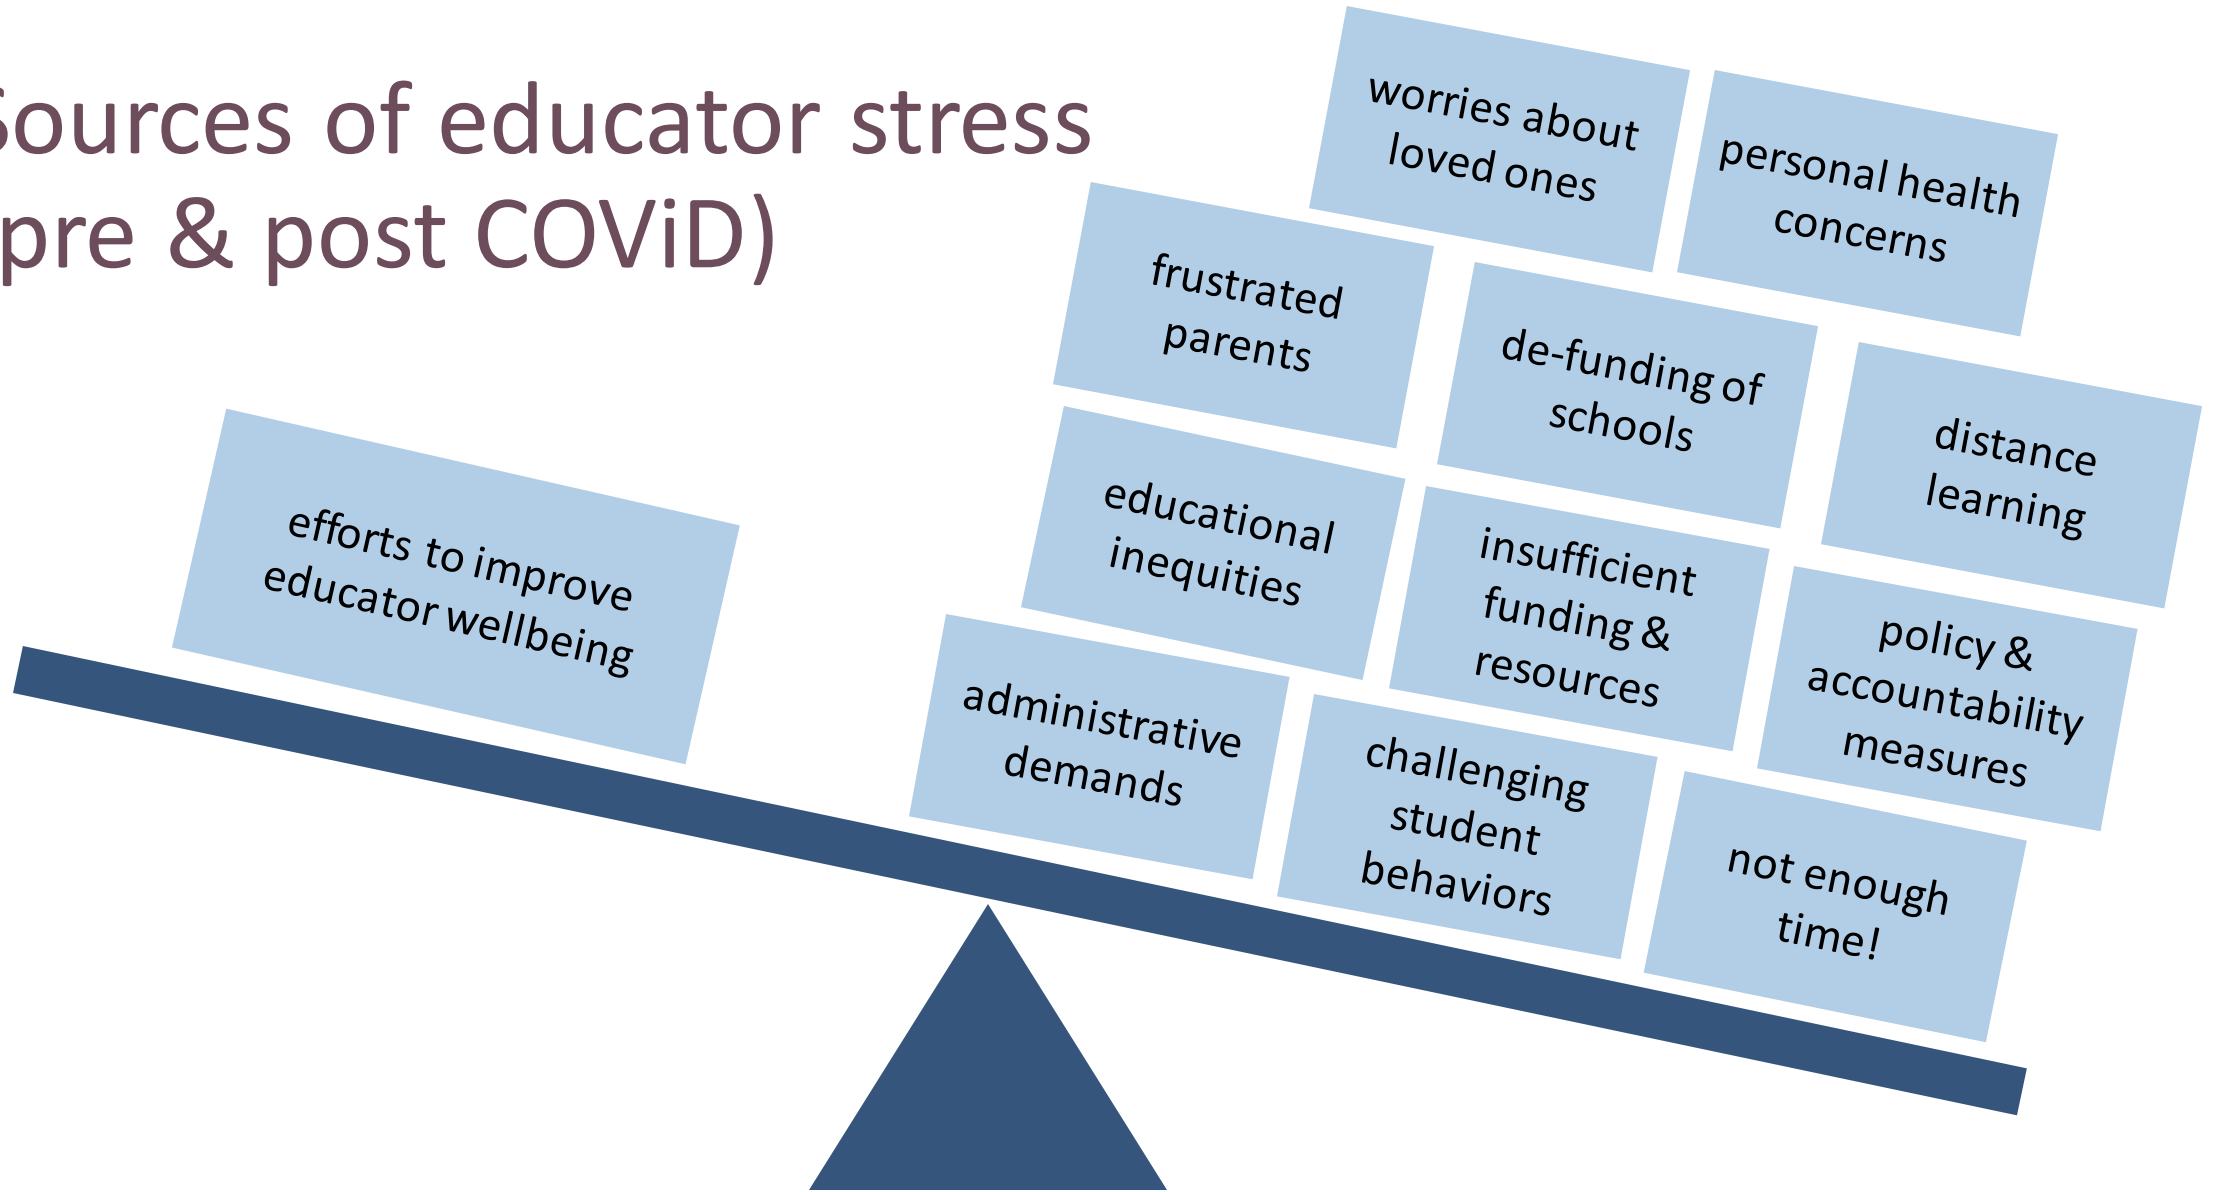 Sources of educator stress
pre & post COViD)
worries about
loved ones
personal health
concerns
frustrated
parents
de-funding of
schools
distance
learning
efforts to improve
educator wellbeing
educational
inequities
insufficient
funding &
resources
policy &
accountability
measures
administrative
demands
challenging
student
behaviors
not enough
time!